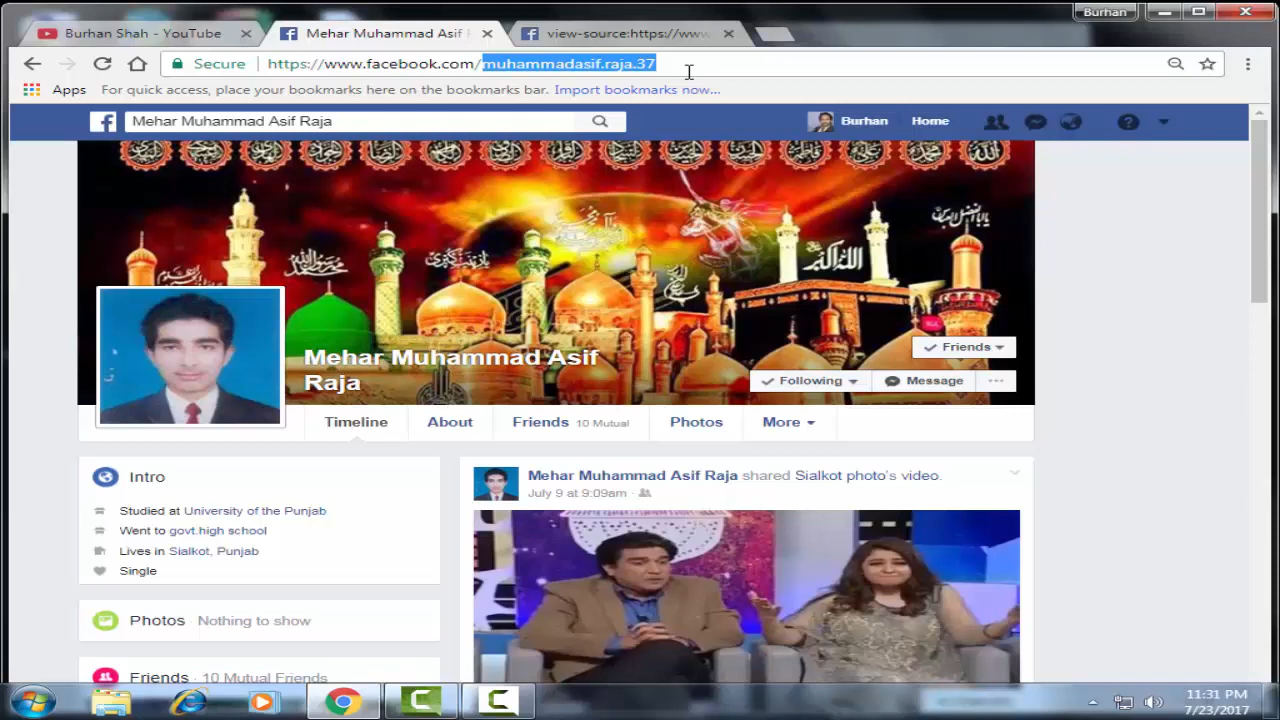 Burhan
Burhan Shah - YouTube
Mehar Muhammad Asif R
view-source:https://www.
Secure
https://www.facebook.com/muhammadasif.raja.37
Apps
For quick access, place your bookmarks here on the bookmarks bar. Import bookmarks now...
Mehar Muhammad Asif Raja
Burhan
Home
الله اكبر
Mehar Muhammad Asif
Raja
Friends
Following
Message
Timeline
About
Friends 10 Mutual
Photos
More
Intro
Studied at University of the Punjab
Went to govt.high school
Lives in Sialkot, Punjab
Single
Photos Nothing to show
Friends 10 Mutual Friends
Mehar Muhammad Asif Raja shared Sialkot photo's video.
July 9 at 9:09am
11:31 PM
7/23/2017